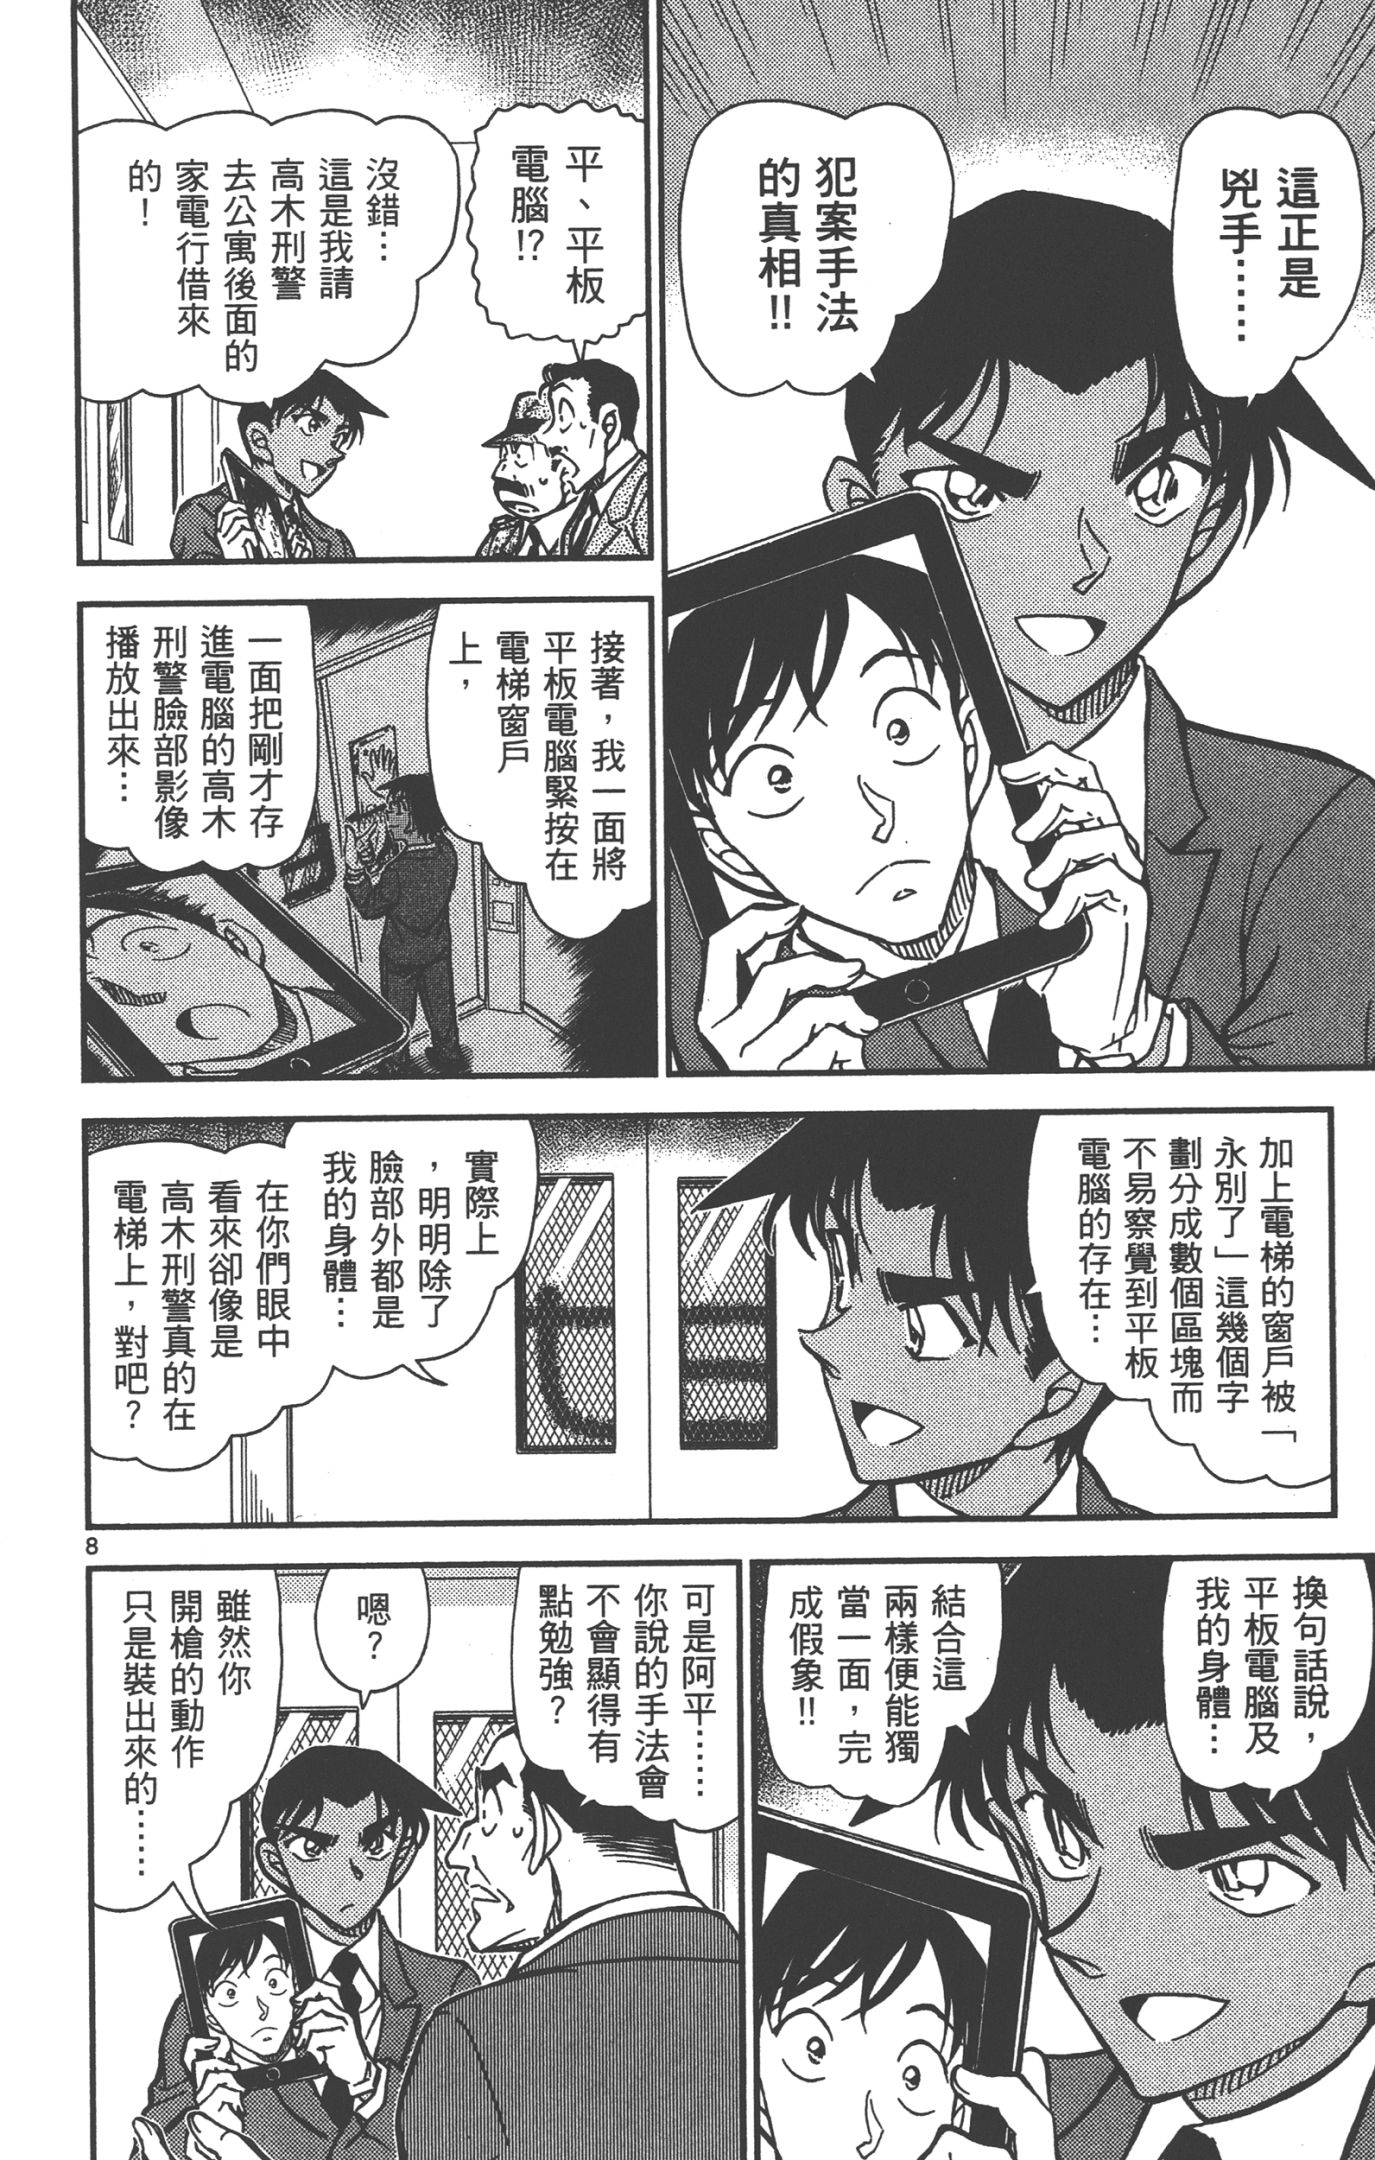 這正是
兇手⋯⋯
犯案手法
的真相!!
平、平板
電腦!?
沒錯⋯
這是我請
高木刑警
去公寓後面的
家電行借來
的!
接著,我一面將
平板電腦緊按在
電梯窗戶
上,
一面把剛才存
進電腦的高木
刑警臉部影像
播放出來⋯
加上電梯的窗戶被「
永別了」這幾個字
劃分成數個區塊而
不易察覺到平板
電腦的存在⋯
實際上
,明明除了
臉部外都是
我的身體⋯
在你們眼中
看來卻像是
高木刑警真的在
電梯上,對吧?
8
換句話說,
平板電腦及
我的身體⋯
結合這
兩樣便能獨
當一面,完
成假象!!
可是阿平⋯⋯
你說的手法會
不會顯得有
點勉強?
嗯?
雖然你
開槍的動作
只是裝出來的⋯⋯